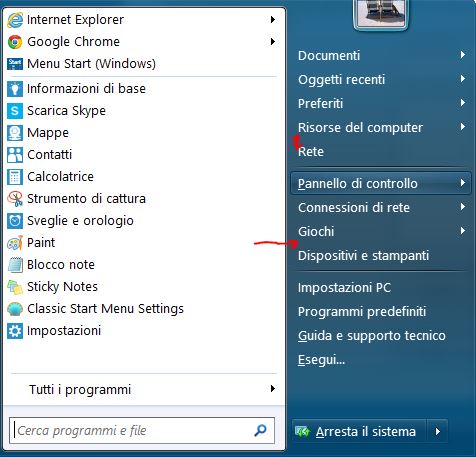 Internet Explorer
Google Chrome
Menu Start (Windows)
Informazioni di base
Scarica Skype
Mappe
Contatti
Calcolatrice
Strumento di cattura
Sveglie e orologio
Paint
Blocco note
Sticky Notes
Classic Start Menu Settings
Impostazioni
Tutti i programmi
Cerca programmi e file
Documenti
Oggetti recenti
Preferiti
Risorse del computer
Rete
Pannello di controllo
Connessioni di rete
Giochi
Dispositivi e stampanti
Impostazioni PC
Programmi predefiniti
Guida e supporto tecnico
Esegui...
Arresta il sistema